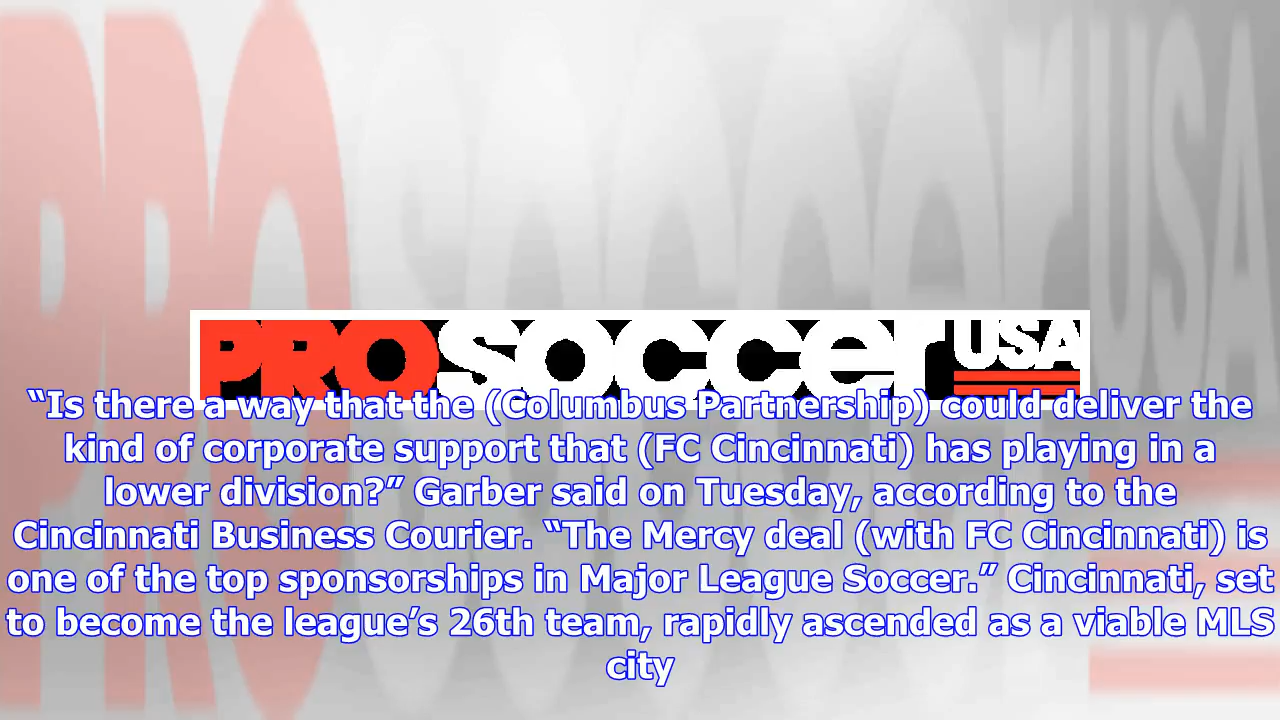 PRO soccer USA
“Is there a way that the (Columbus Partnership) could deliver the
kind of corporate support that (FC Cincinnati) has playing in a
lower division?” Garber said on Tuesday, according to the
Cincinnati Business Courier. “The Mercy deal (with FC Cincinnati) is
one of the top sponsorships in Major League Soccer.” Cincinnati, set
to become the league’s 26th team, rapidly ascended as a viable MLS
city